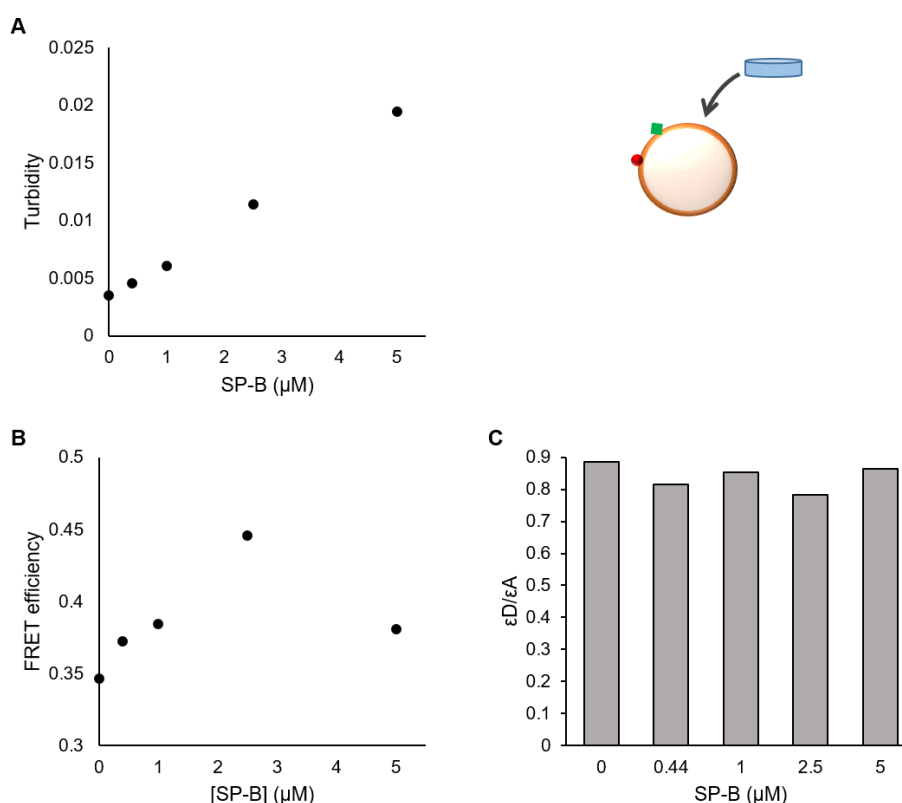 A
0.025
0.02
0.015
0.01
0.005
0
Turbidity
0 1 2 3 4 5
SP-B (µM)
B
0.5
0.45
0.4
0.35
0.3
FRET efficiency
0 1 2 3 4 5
[SP-B] (µM)
C
0.9
0.8
0.7
0.6
0.5
0.4
0.3
0.2
0.1
0
εD/εA
0 0.44 1 2.5 5
SP-B (µM)